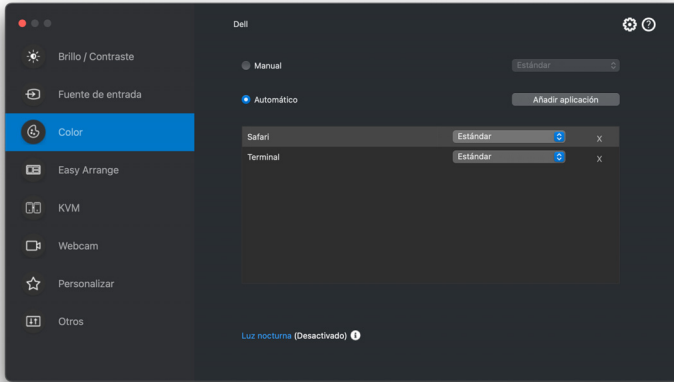 Dell
Brillo / Contraste
Fuente de entrada
Color
Easy Arrange
KVM
Webcam
Personalizar
Otros
Manual
Estándar
Automático
Añadir aplicación
Safari
Estándar
x
Terminal
Estándar
x
Luz nocturna (Desactivado)